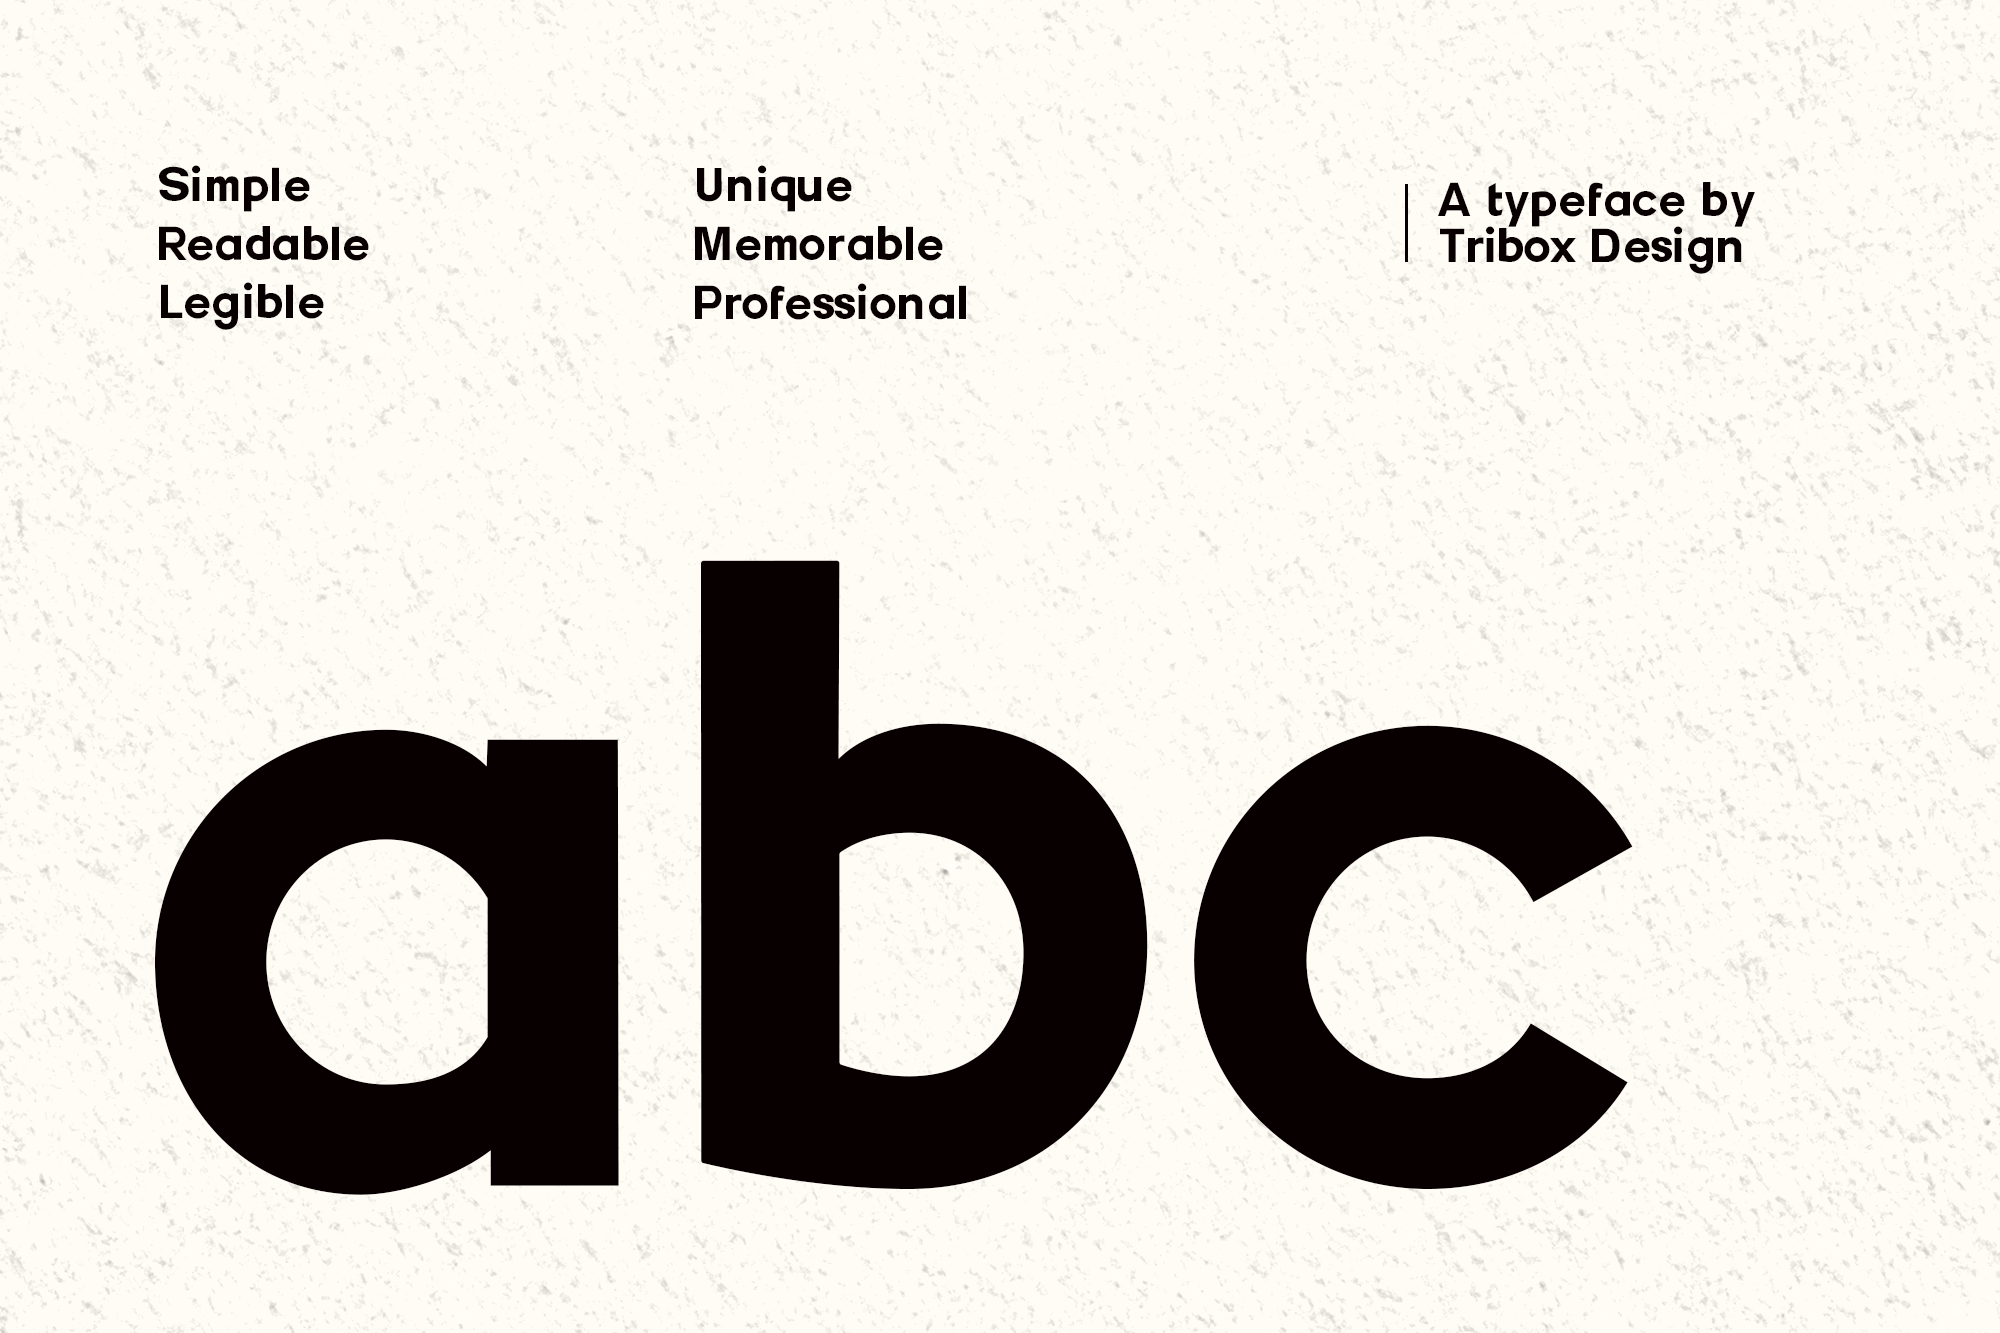 Simple
Readable
Legible
Unique
Memorable
Professional
A typeface by
Tribox Design
abc